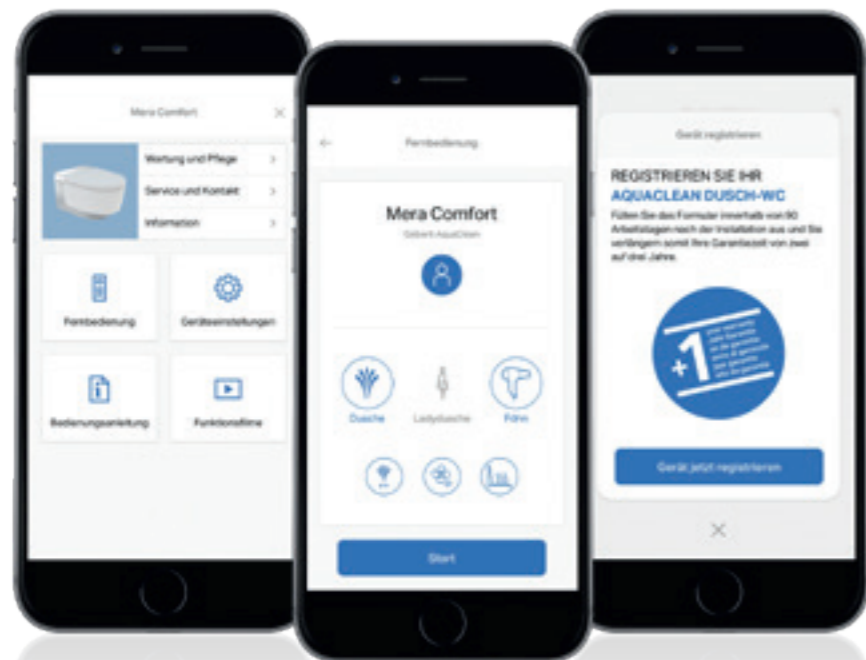 Mera Comfort
Wartung und Pflege
Service und Kontakt
Information
Fernbedienung
Geräteeinstellungen
Bedienungsanleitung
Funktionsfilme
Fernbedienung
Mera Comfort
Geberit AquaClean
Dusche
Ladydusche
Föhn
Start
Gerät registrieren
REGISTRIEREN SIE IHR
AQUACLEAN DUSCH-WC
Füllen Sie das Formular innerhalb von 90
Arbeitstagen nach der Installation aus und Sie
verlängern somit Ihre Garantiezeit von zwei
auf drei Jahre.
+1
year warranty
Gerät jetzt registrieren